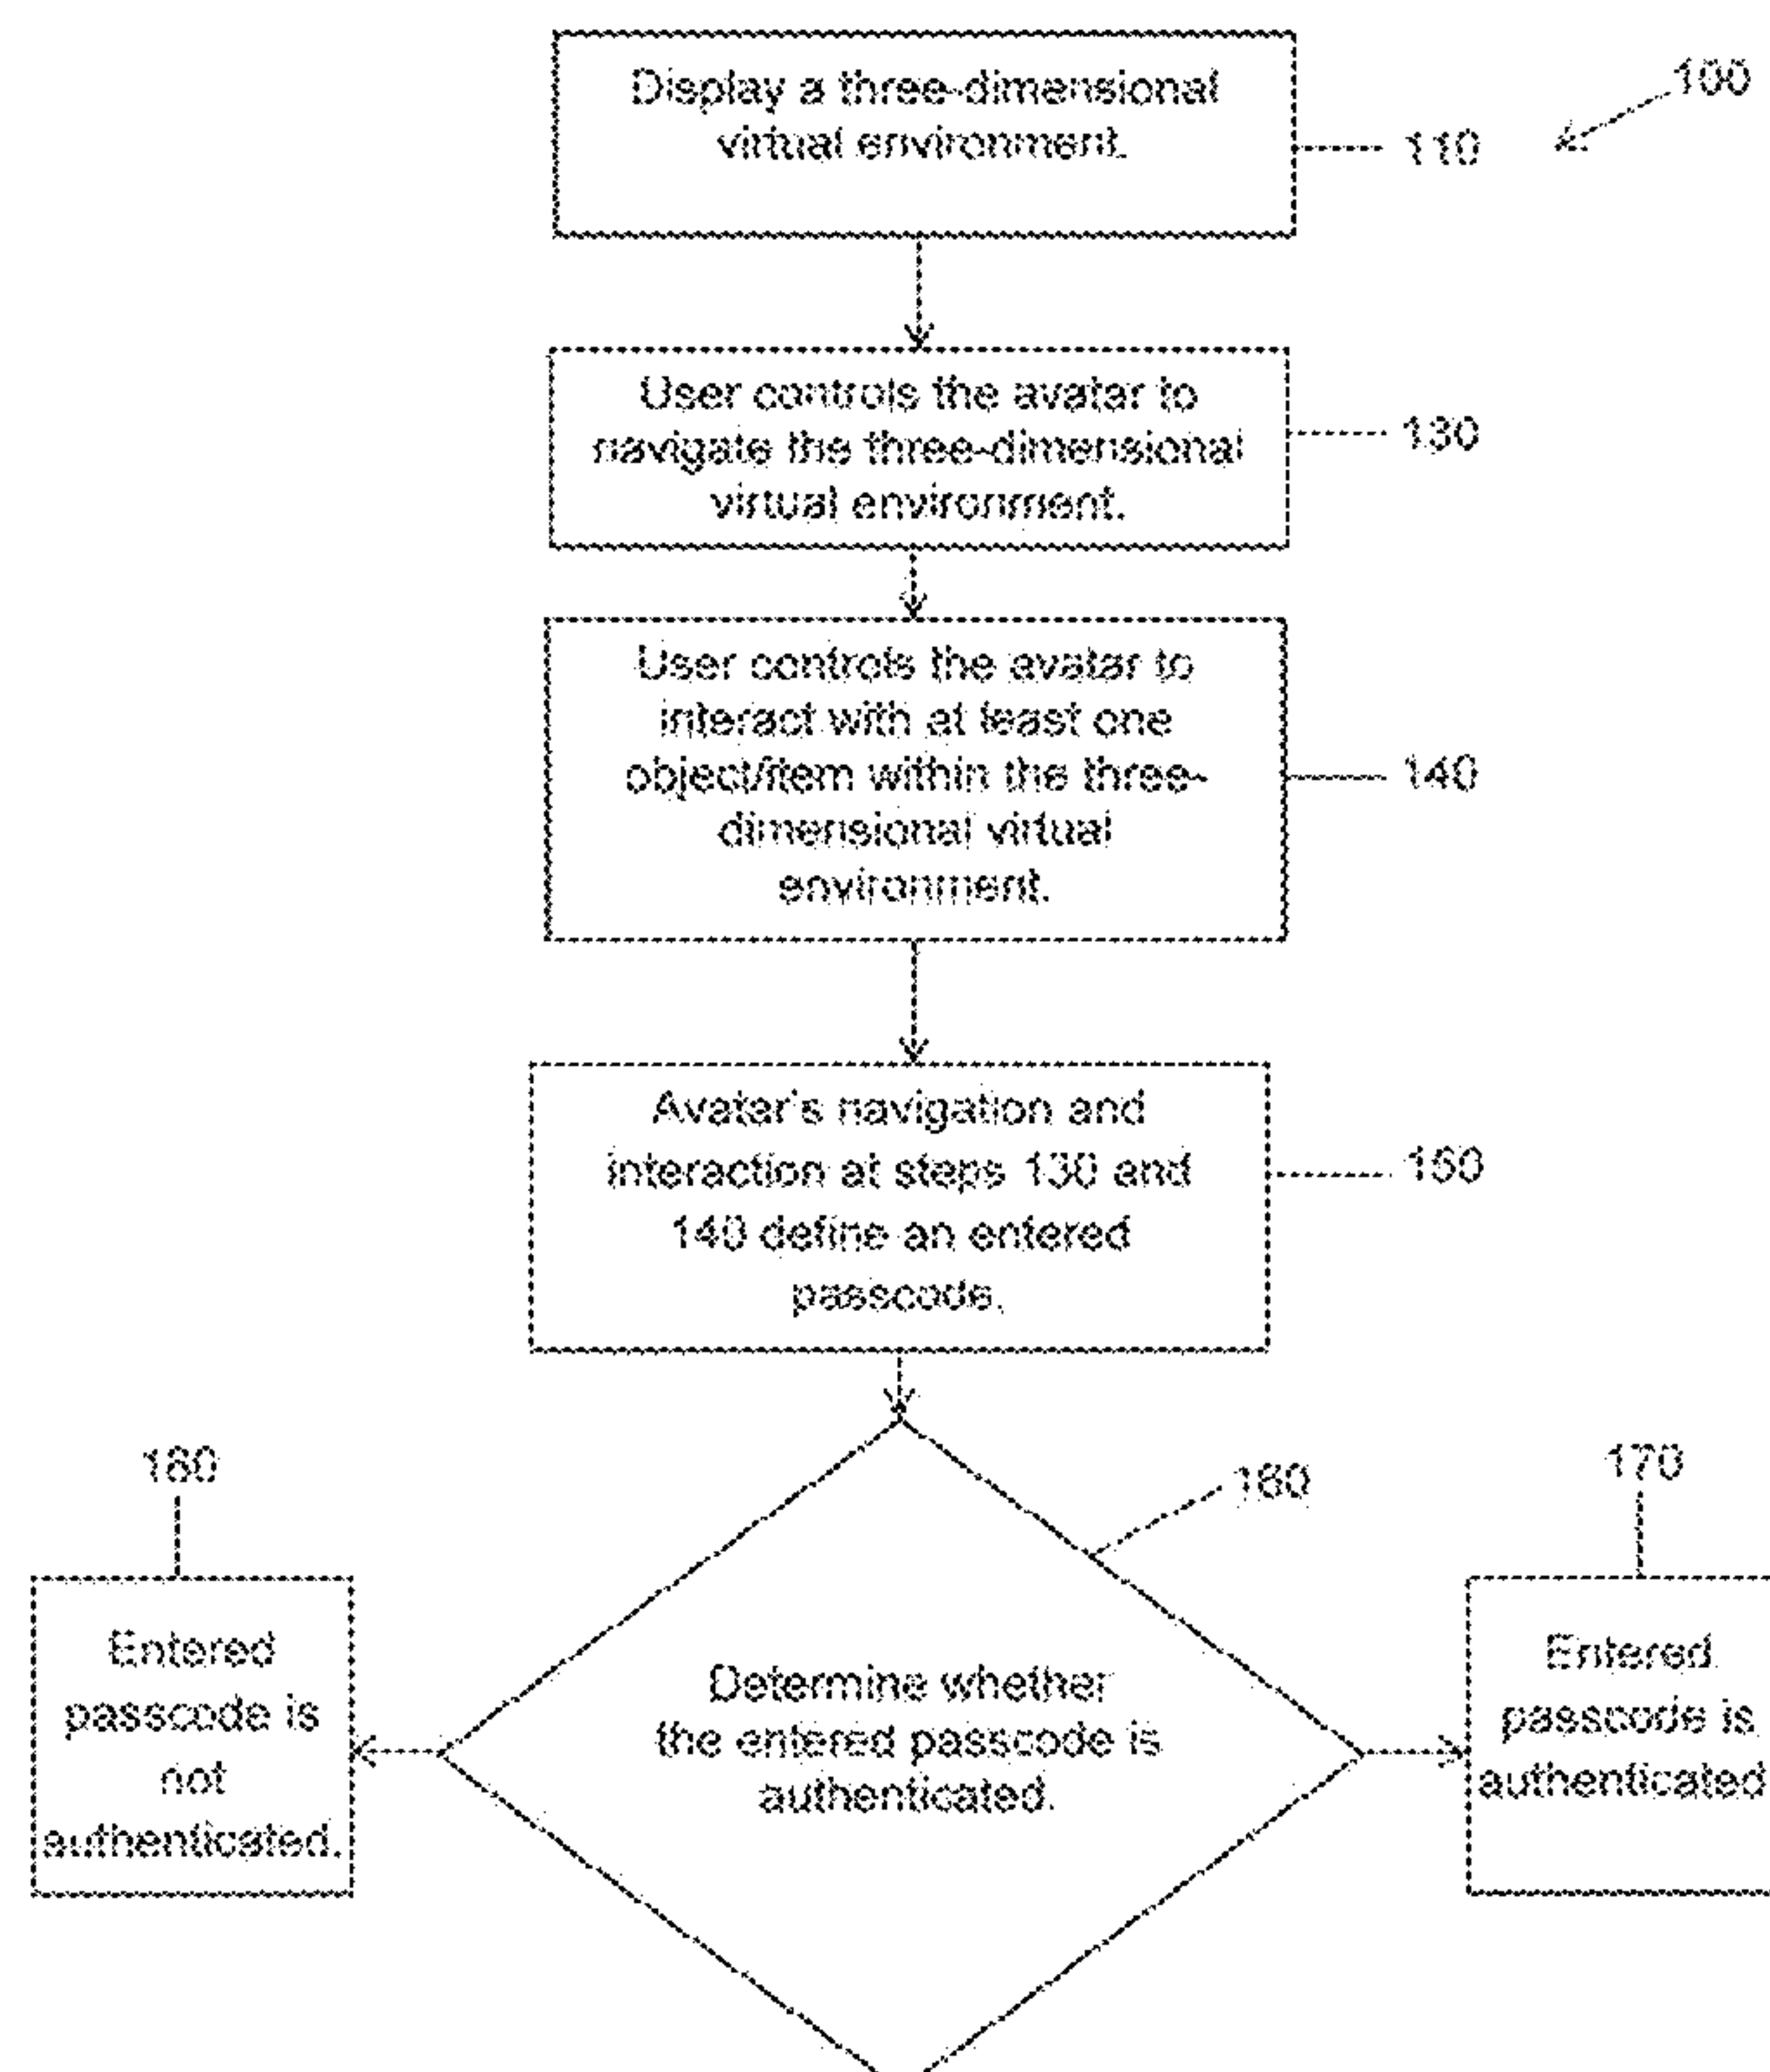 Display a three-dimensional
virtual environment.
100
110
User controls the avatar to
navigate the three-dimensional
virtual environment.
130
User controls the avatar to
interact with at least one
object/item within the three-
dimensional virtual
environment.
140
Avatar's navigation and
interaction at steps 130 and
140 define an entered
passcode.
150
180
160
170
Entered
passcode is
not
authenticated.
Determine whether
the entered passcode is
authenticated.
Entered
passcode is
authenticated